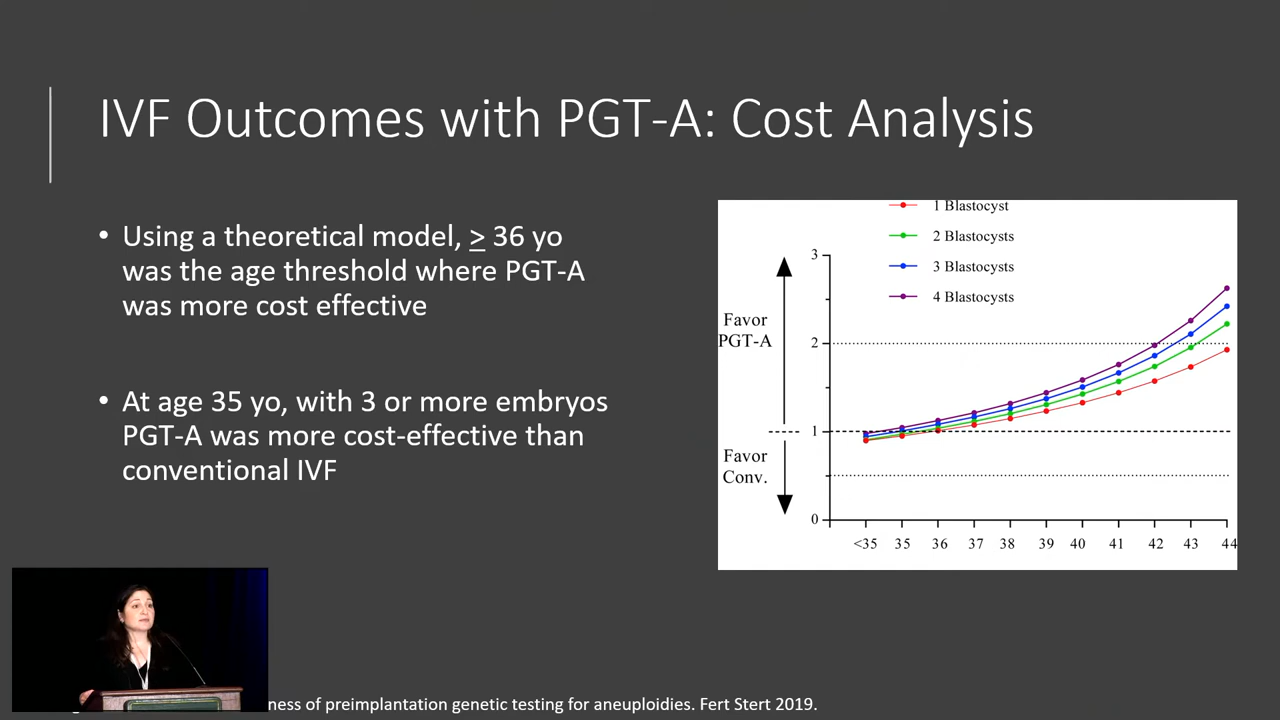 IVF Outcomes with PGT-A: Cost Analysis
• Using a theoretical model, ≥ 36 yo
was the age threshold where PGT-A
was more cost effective
• At age 35 yo, with 3 or more embryos
PGT-A was more cost-effective than
conventional IVF
1 Blastocyst
2 Blastocysts
3 Blastocysts
4 Blastocysts
3
Favor
PGT-A
2
1
Favor
Conv.
0
<35 35 36 37 38 39 40 41 42 43 44
of preimplantation genetic testing for aneuploidies. Fert Stert 2019.